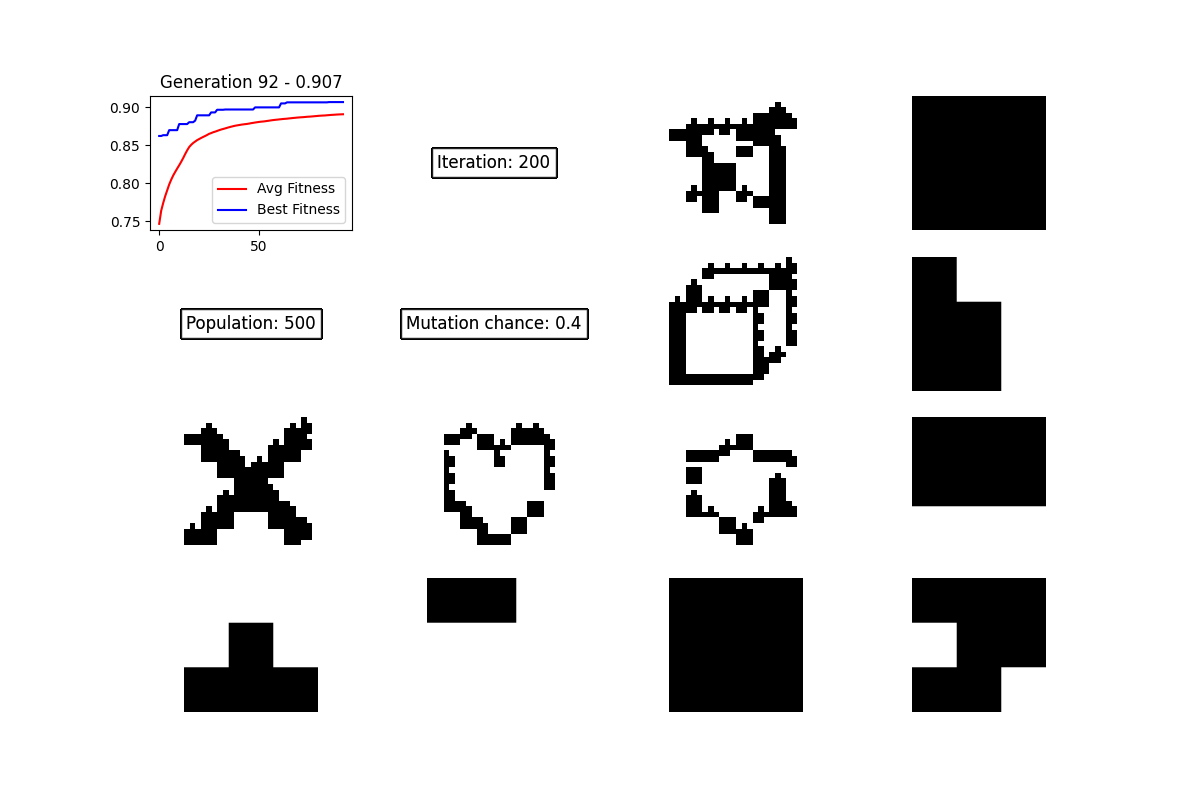 Generation 92 - 0.907
0.90
0.85
0.80
0.75
Avg Fitness
Best Fitness
0
50
Iteration: 200
Population: 500
Mutation chance: 0.4